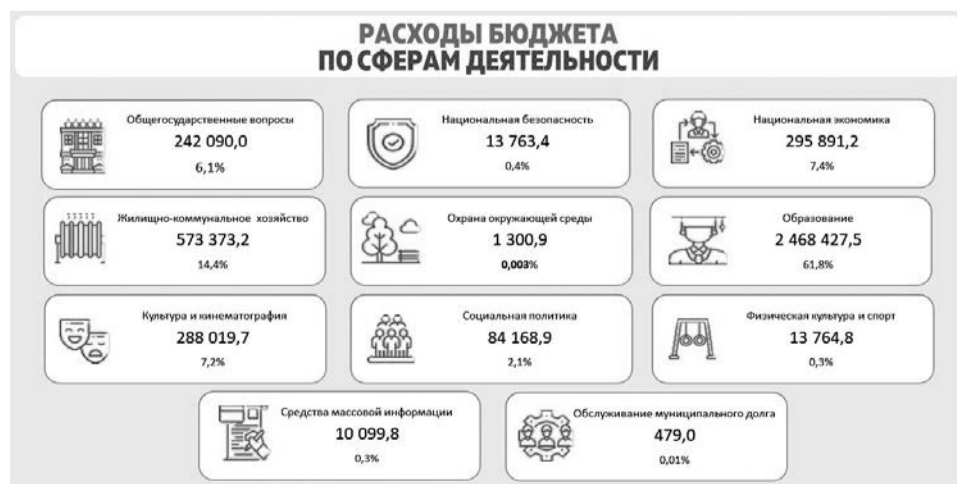 РАСХОДЫ БЮДЖЕТА
ПО СФЕРАМ ДЕЯТЕЛЬНОСТИ
Общегосударственные вопросы
242 090,0
6,1%
Национальная безопасность
13 763,4
0,4%
Национальная экономика
295 891,2
7,4%
Жилищно-коммунальное хозяйство
573 373,2
14,4%
Охрана окружающей среды
1 300,9
0,003%
Образование
2 468 427,5
61,8%
Культура и кинематография
288 019,7
7,2%
Социальная политика
84 168,9
2,1%
Физическая культура и спорт
13 764,8
0,3%
Средства массовой информации
10 099,8
0,3%
Обслуживание муниципального долга
479,0
0,01%